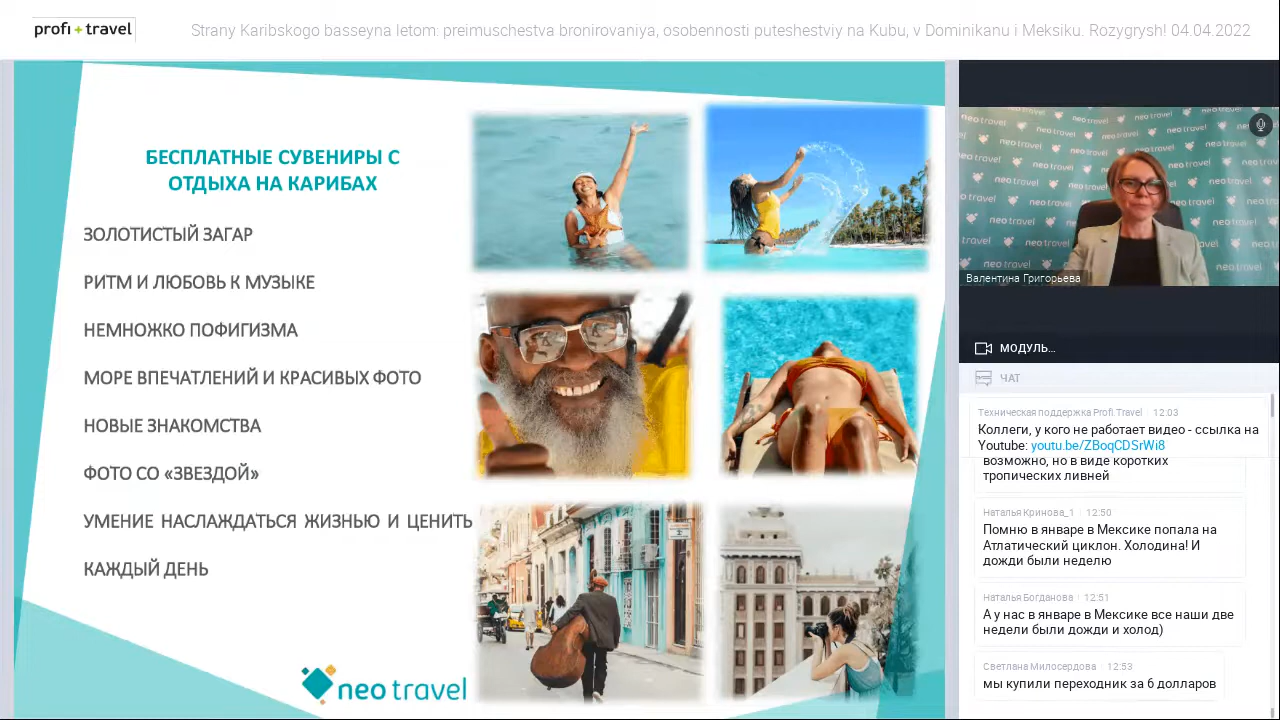 profi + travel
Strany Karibskogo basseyna letom: preimuschestva bronirovaniya, osobennosti puteshestviy na Kubu, v Dominikanu i Meksiku. Rozygrysh! 04.04.2022
БЕСПЛАТНЫЕ СУВЕНИРЫ С
ОТДЫХА НА КАРИБАХ
ЗОЛОТИСТЫЙ ЗАГАР
РИТМ И ЛЮБОВЬ К МУЗЫКЕ
НЕМНОЖКО ПОФИГИЗМА
МОРЕ ВПЕЧАТЛЕНИЙ И КРАСИВЫХ ФОТО
НОВЫЕ ЗНАКОМСТВА
ФОТО СО «ЗВЕЗДОЙ»
УМЕНИЕ НАСЛАЖДАТЬСЯ ЖИЗНЬЮ И ЦЕНИТЬ
КАЖДЫЙ ДЕНЬ
neo travel
neo travel
Валентина Григорьева
МОДУЛЬ...
ЧАТ
Техническая поддержка Profi.Travel 12:03
Коллеги, у кого не работает видео - ссылка на
Youtube: youtu.be/ZBoqCDSrWi8
возможно, но в виде коротких
тропических ливней
Наталья Кринова_1 12:50
Помню в январе в Мексике попала на
Атлатический циклон. Холодина! И
дожди были неделю
Наталья Богданова 12:51
А у нас в январе в Мексике все наши две
недели были дожди и холод)
Светлана Милосердова 12:53
мы купили переходник за 6 долларов